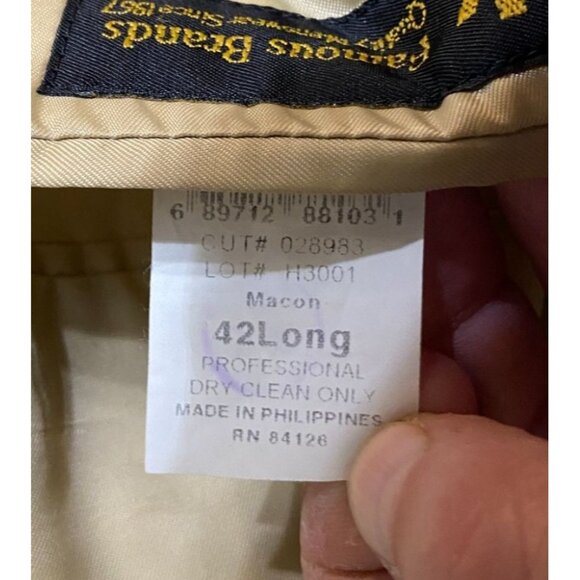 Famous Brands
Quality Menswear Since 1967
6 89712 88103 1
CUT# 028983
LOT# H3001
Macon
42Long
PROFESSIONAL
DRY CLEAN ONLY
MADE IN PHILIPPINES
RN 84126